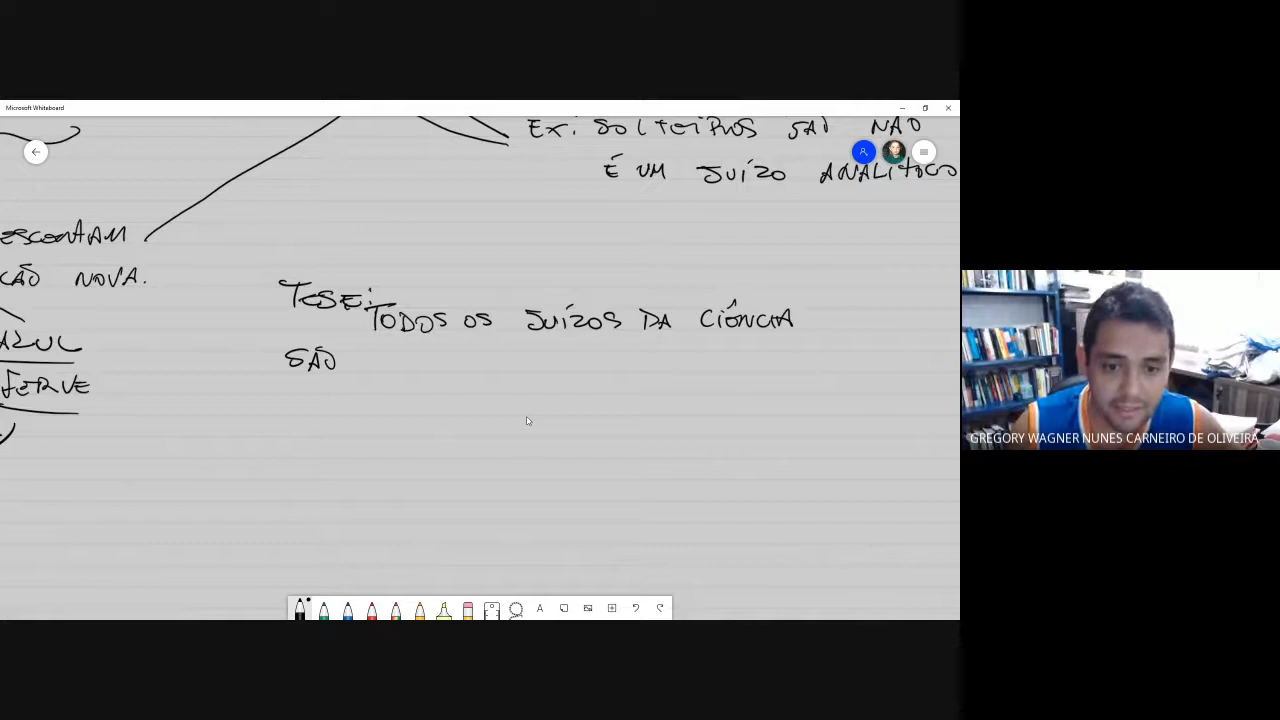 Microsoft Whiteboard
EX: SOLTEIROS SÃO NÃO
É UM JUÍZO ANALÍTICO
ESCENTAM
ÇÃO NOVA.
TESE:
TODOS OS JUÍZOS DA CIÊNCIA
SÃO
AZUL
FERVE
GREGORY WAGNER NUNES CARNEIRO DE OLIVEIRA